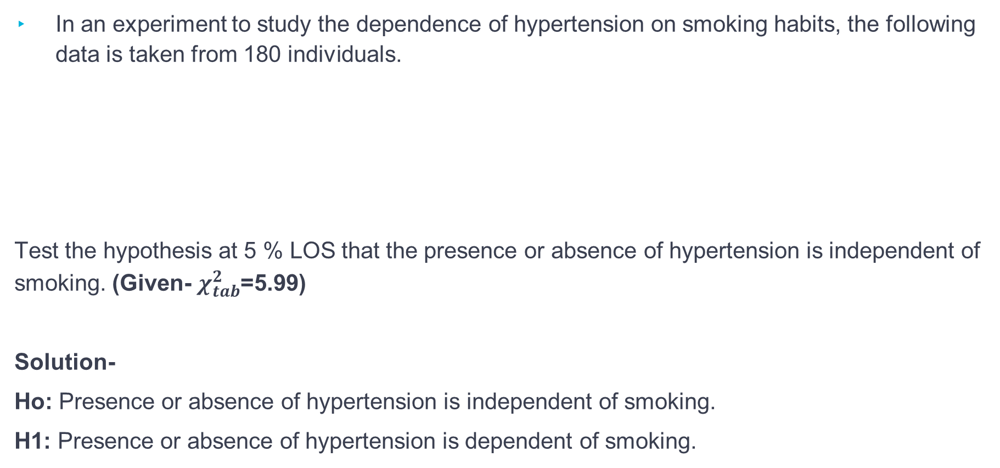 ‣ In an experiment to study the dependence of hypertension on smoking habits, the following
data is taken from 180 individuals.
Test the hypothesis at 5 % LOS that the presence or absence of hypertension is independent of
smoking. (Given- χ²ₜₐᵦ=5.99)
Solution-
Ho: Presence or absence of hypertension is independent of smoking.
H1: Presence or absence of hypertension is dependent of smoking.